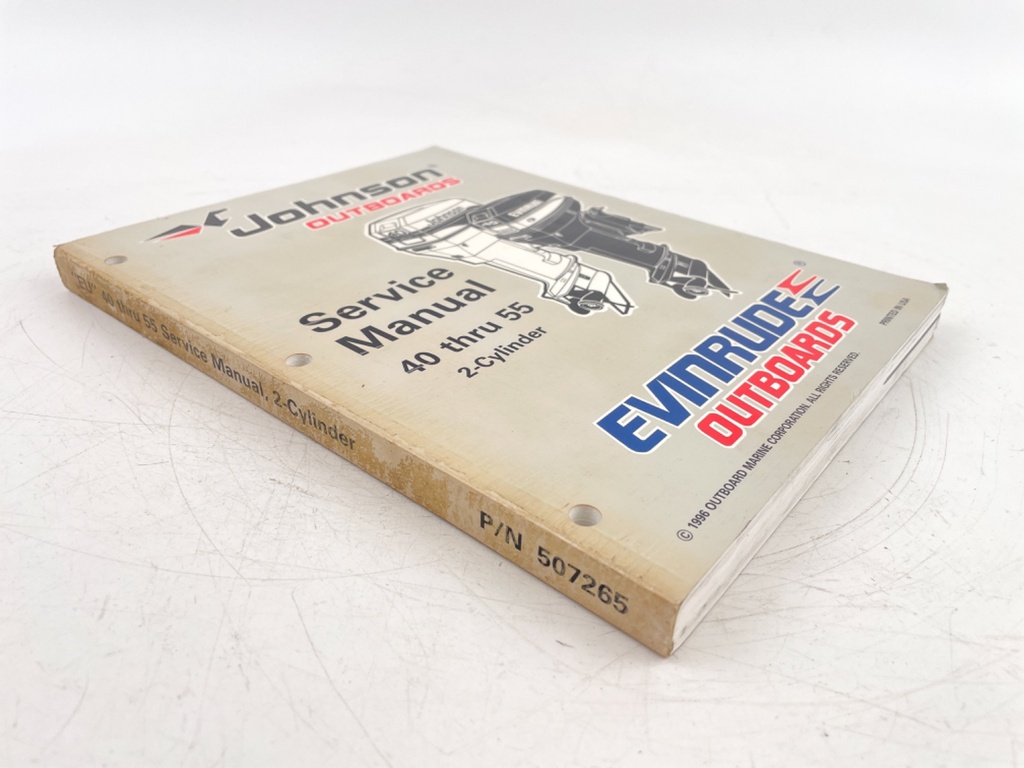 Johnson®
OUTBOARDS
Service
Manual
40 thru 55
2-Cylinder
EVINRUDE®
OUTBOARDS
© 1996 OUTBOARD MARINE CORPORATION. ALL RIGHTS RESERVED.
PRINTED IN USA
40 thru 55 Service Manual, 2-Cylinder
P/N 507265